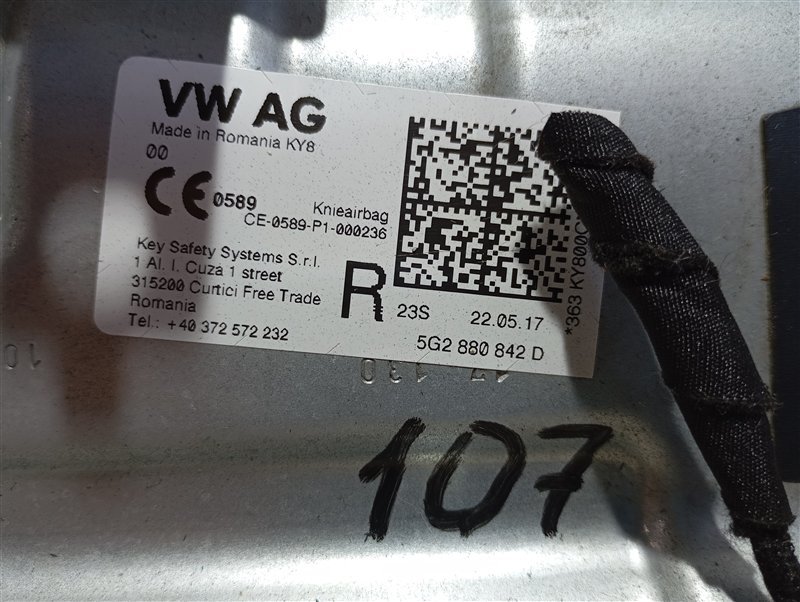 VW AG
Made in Romania KY8
00
CE 0589 Knieairbag
CE-0589-P1-000236
Key Safety Systems S.r.l.
1 Al. I. Cuza 1 street
315200 Curtici Free Trade
Romania
Tel.: +40 372 572 232
R 23S 22.05.17
5G2 880 842 D
*363 KY800C
107